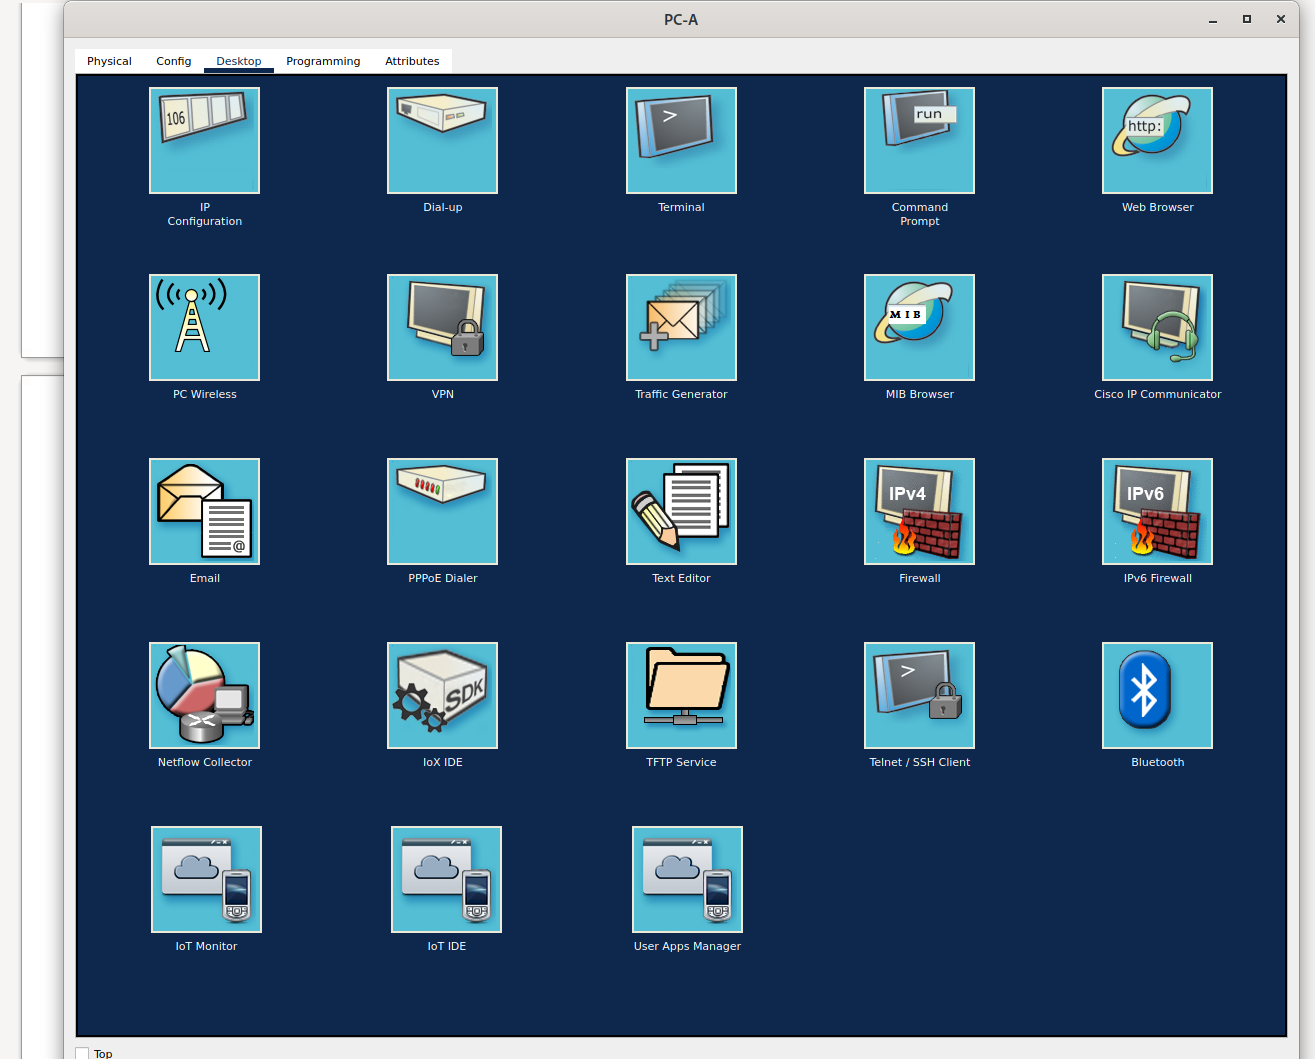 PC-A
Physical Config Desktop Programming Attributes
106
run
http:
IP
Configuration
Dial-up
Terminal
Command
Prompt
Web Browser
MIB
PC Wireless
VPN
Traffic Generator
MIB Browser
Cisco IP Communicator
@
IPv4
IPv6
Email
PPPoE Dialer
Text Editor
Firewall
IPv6 Firewall
SDK
>
Netflow Collector
IoX IDE
TFTP Service
Telnet / SSH Client
Bluetooth
IoT Monitor
IoT IDE
User Apps Manager
Top